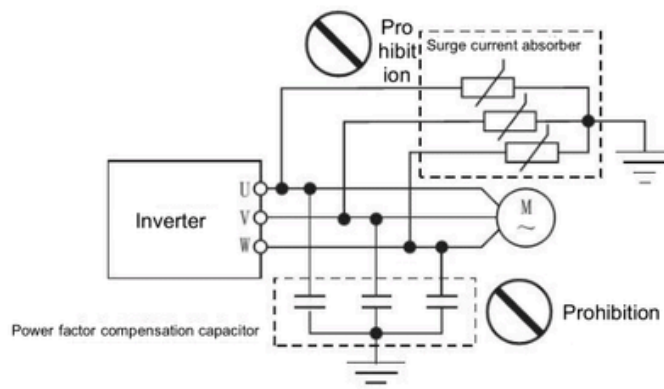 Pro
hibit
ion
Surge current absorber
Inverter
U
V
W
M
~
Power factor compensation capacitor
Prohibition